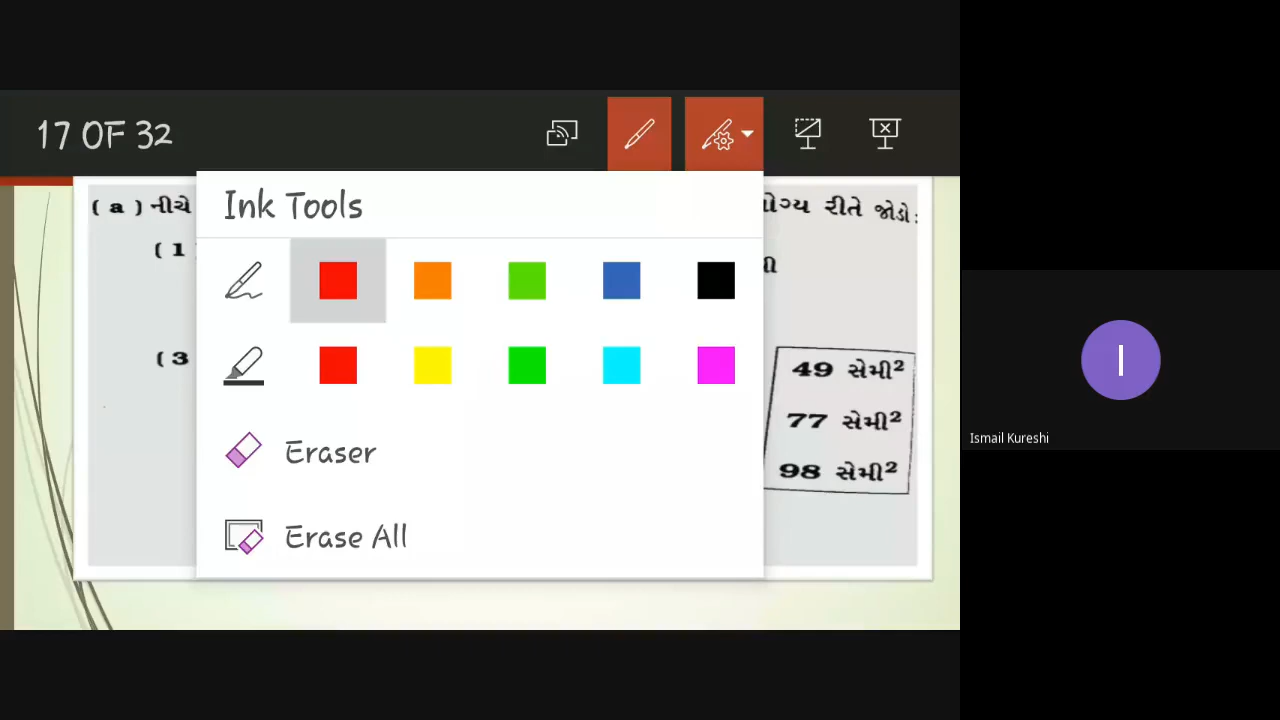 17 OF 32
Ink Tools
( a ) નીચે
રીતે જોડો :
( 1
( 3
49 સેમી²
77 સેમી²
98 સેમી²
Eraser
Erase All
I
Ismail Kureshi